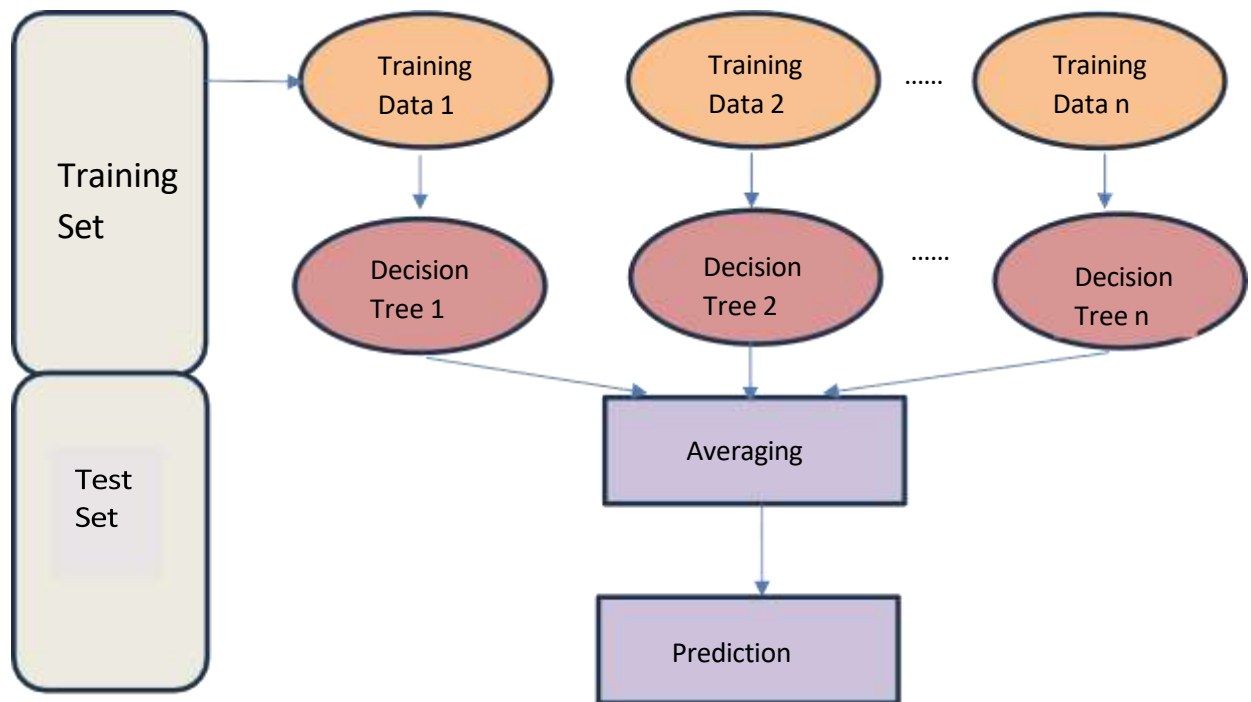 Training
Data 1
Training
Data 2
......
Training
Data n
Training
Set
Decision
Tree 1
Decision
Tree 2
......
Decision
Tree n
Averaging
Test
Set
Prediction